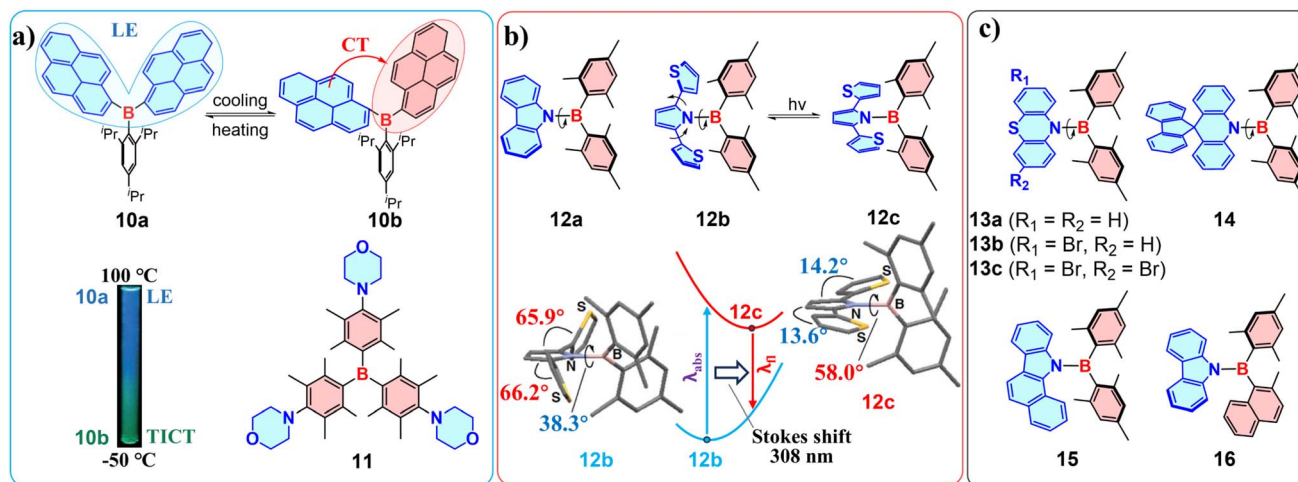 a)
LE
CT
B
B
cooling
heating
iPr
iPr
iPr
iPr
iPr
iPr
10a
10b
100 °C
10a
LE
10b
TICT
-50 °C
O
N
B
N
O
N
O
11
b)
N
B
S
N
B
S
hν
S
N
B
S
12a
12b
12c
65.9°
66.2°
38.3°
S
N
B
S
12b
λabs
12c
λfl
12b
Stokes shift
308 nm
14.2°
13.6°
58.0°
S
N
B
S
12c
c)
R1
S
N
B
R2
N
B
13a (R1 = R2 = H)
14
13b (R1 = Br, R2 = H)
13c (R1 = Br, R2 = Br)
N
B
N
B
15
16